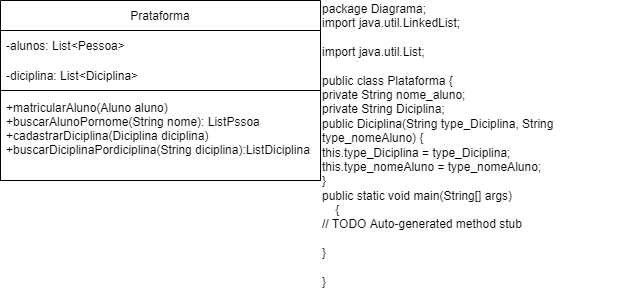 Prataforma
-alunos: List<Pessoa>
-diciplina: List<Diciplina>
+matricularAluno(Aluno aluno)
+buscarAlunoPornome(String nome): ListPssoa
+cadastrarDiciplina(Diciplina diciplina)
+buscarDiciplinaPordiciplina(String diciplina):ListDiciplina
package Diagrama;
import java.util.LinkedList;
import java.util.List;
public class Plataforma {
private String nome_aluno;
private String Diciplina;
public Diciplina(String type_Diciplina, String
type_nomeAluno) {
this.type_Diciplina = type_Diciplina;
this.type_nomeAluno = type_nomeAluno;
}
public static void main(String[] args)
{
// TODO Auto-generated method stub
}
}